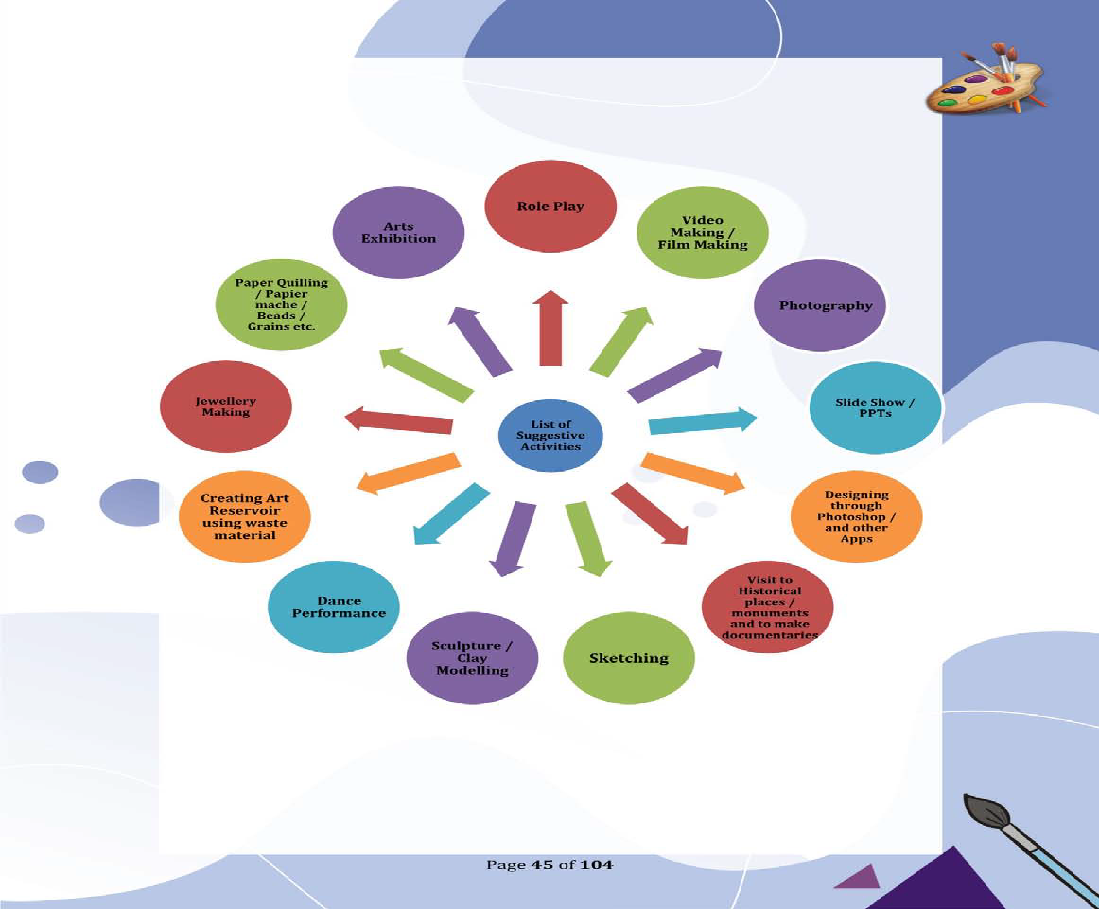 Role Play
Video
Making /
Film Making
Photography
Slide Show /
PPTs
Designing
through
Photoshop /
and other
Apps
Visit to
Historical
places /
monuments
and to make
documentaries
Sketching
Sculpture /
Clay
Modelling
Dance
Performance
Creating Art
Reservoir
using waste
material
Jewellery
Making
Paper Quilling
/ Papier
mache /
Beads /
Grains etc.
Arts
Exhibition
List of
Suggestive
Activities
Page 45 of 104